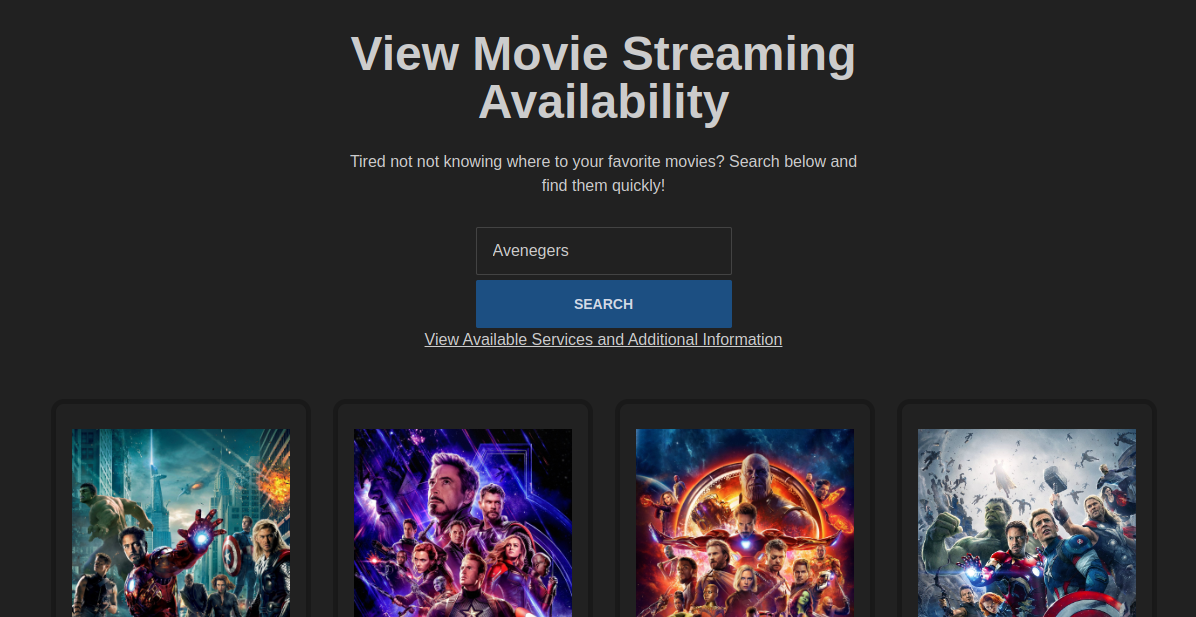 View Movie Streaming
Availability
Tired not not knowing where to your favorite movies? Search below and
find them quickly!
Avenegers
SEARCH
View Available Services and Additional Information